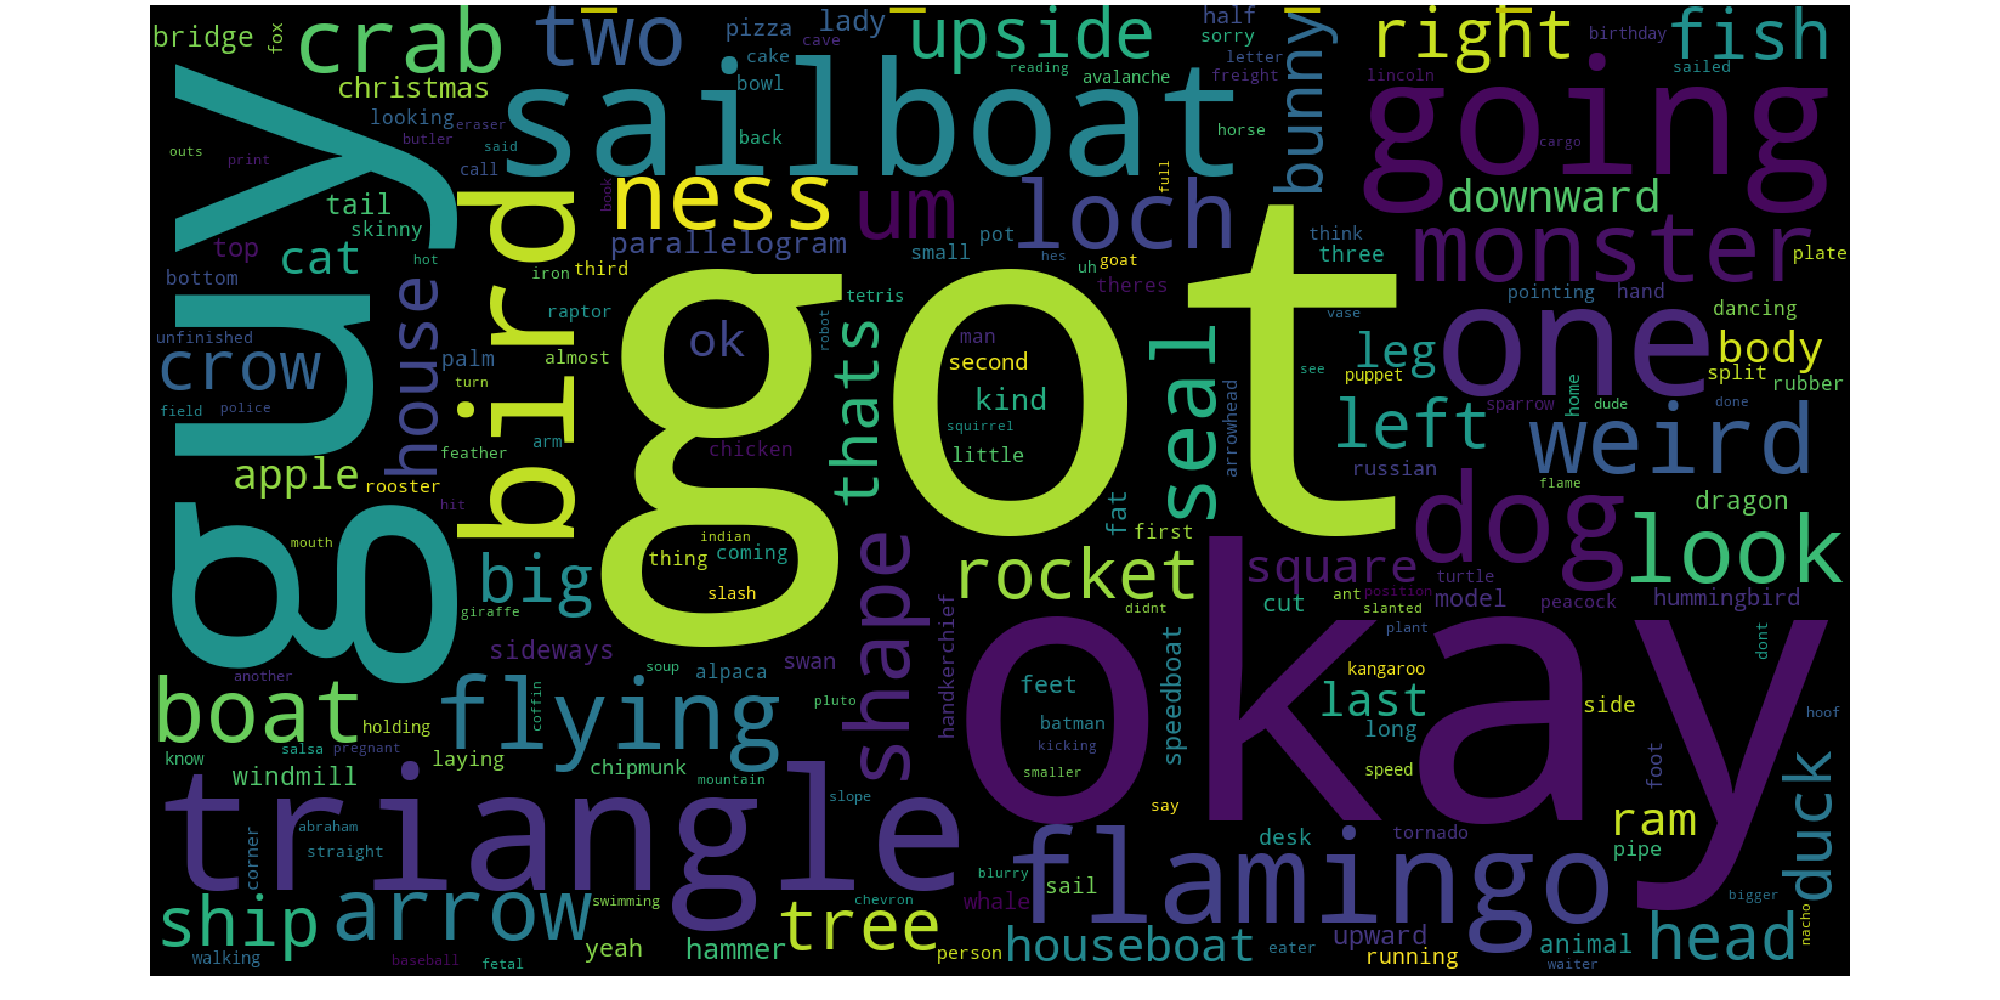 bridge
fox
crab
two
pizza
lady
cave
cake
bowl
upside
half
sorry
letter
freight
reading
avalanche
bunny
right
birthday
fish
sailed
lincoln
christmas
looking
eraser
butler
said
call
outs
print
guy
sailboat
back
horse
going
cargo
tail
skinny
top
cat
bottom
hot
bird
book
ness
um
loch
full
downward
parallelogram
small
pot
hes
uh
goat
theres
think
three
monster
plate
iron
third
raptor
tetris
robot
got
pointing
hand
vase
dancing
unfinished
crow
house
palm
almost
ok
thats
man
second
kind
squirrel
little
seal
arrowhead
see
leg
puppet
one
body
split
rubber
turn
field
police
feather
arm
chicken
left
sparrow
home
dude
done
weird
russian
flame
apple
rooster
hit
mouth
indian
thing
coming
slash
fat
first
rocket
dog
dragon
look
square
turtle
big
giraffe
shape
handkerchief
didnt
cut
ant
position
slanted
model
peacock
hummingbird
plant
dont
sideways
soup
alpaca
swan
pluto
okay
feet
batman
kicking
smaller
speedboat
kangaroo
last
long
side
speed
hoof
another
boat
holding
know
salsa
pregnant
flying
coffin
laying
windmill
chipmunk
mountain
slope
say
foot
duck
triangle
abraham
corner
straight
flamingo
desk
tornado
ram
pipe
blurry
sail
bigger
ship
arrow
swimming
chevron
whale
tree
nacho
walking
baseball
fetal
yeah
hammer
person
houseboat
eater
upward
running
animal
waiter
head